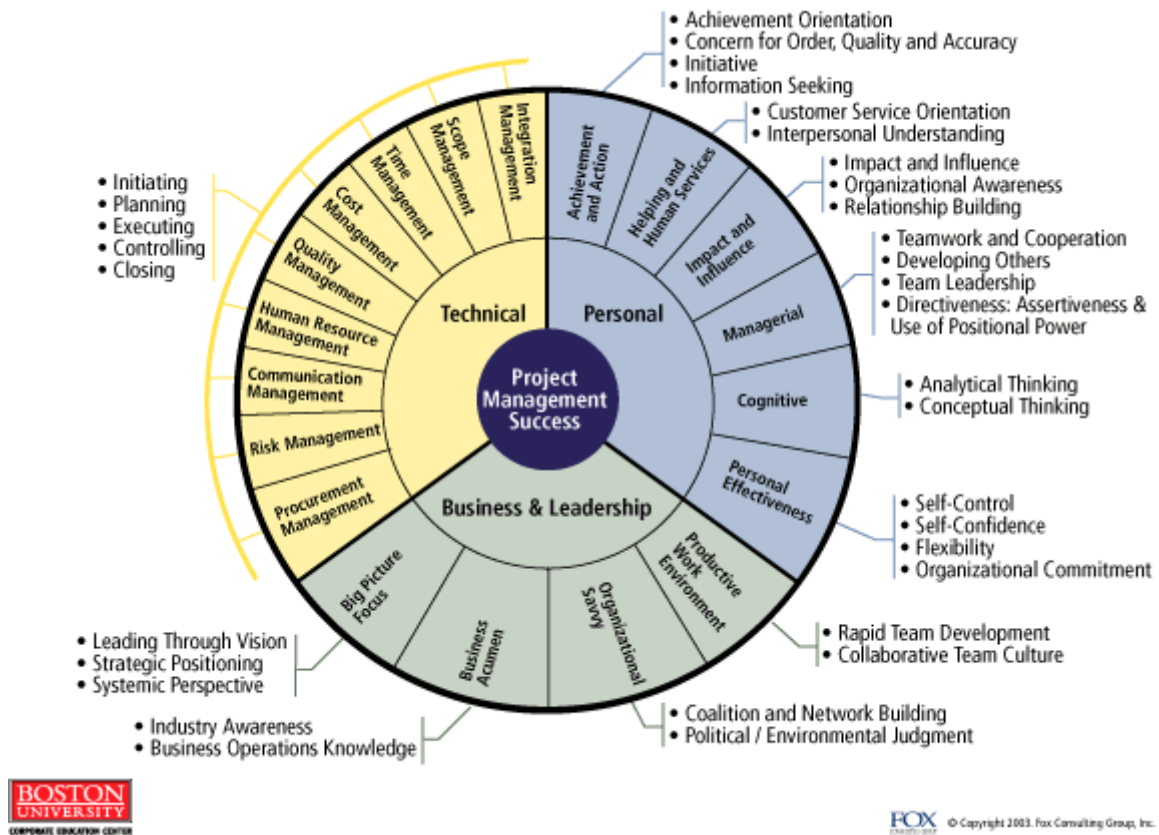 • Achievement Orientation
• Concern for Order, Quality and Accuracy
• Initiative
• Information Seeking
• Customer Service Orientation
• Interpersonal Understanding
• Impact and Influence
• Organizational Awareness
• Relationship Building
• Teamwork and Cooperation
• Developing Others
• Team Leadership
• Directiveness: Assertiveness &
Use of Positional Power
• Analytical Thinking
• Conceptual Thinking
• Self-Control
• Self-Confidence
• Flexibility
• Organizational Commitment
• Rapid Team Development
• Collaborative Team Culture
• Coalition and Network Building
• Political / Environmental Judgment
• Industry Awareness
• Business Operations Knowledge
• Leading Through Vision
• Strategic Positioning
• Systemic Perspective
• Initiating
• Planning
• Executing
• Controlling
• Closing
Integration
Management
Scope
Management
Time
Management
Cost
Management
Quality
Management
Human Resource
Management
Communication
Management
Risk Management
Procurement
Management
Achievement
and Action
Helping and
Human Services
Impact and
Influence
Managerial
Cognitive
Personal
Effectiveness
Productive
Work
Environment
Organizational
Savvy
Business
Acumen
Big Picture
Focus
Technical
Personal
Business & Leadership
Project
Management
Success
BOSTON
UNIVERSITY
CORPORATE EDUCATION CENTER
FOX
© Copyright 2003. Fox Consulting Group, Inc.